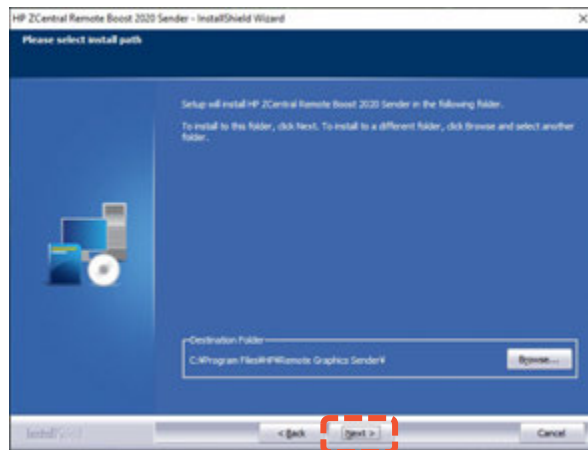 HP ZCentral Remote Boost 2020 Sender - InstallShield Wizard
Please select install path
Setup will install HP ZCentral Remote Boost 2020 Sender in the following folder.
To install to this folder, click Next. To install to a different folder, click Browse and select another
folder.
Destination Folder
C:¥Program Files¥HP¥Remote Graphics Sender¥
Browse...
InstallShield
< Back
Next >
Cancel